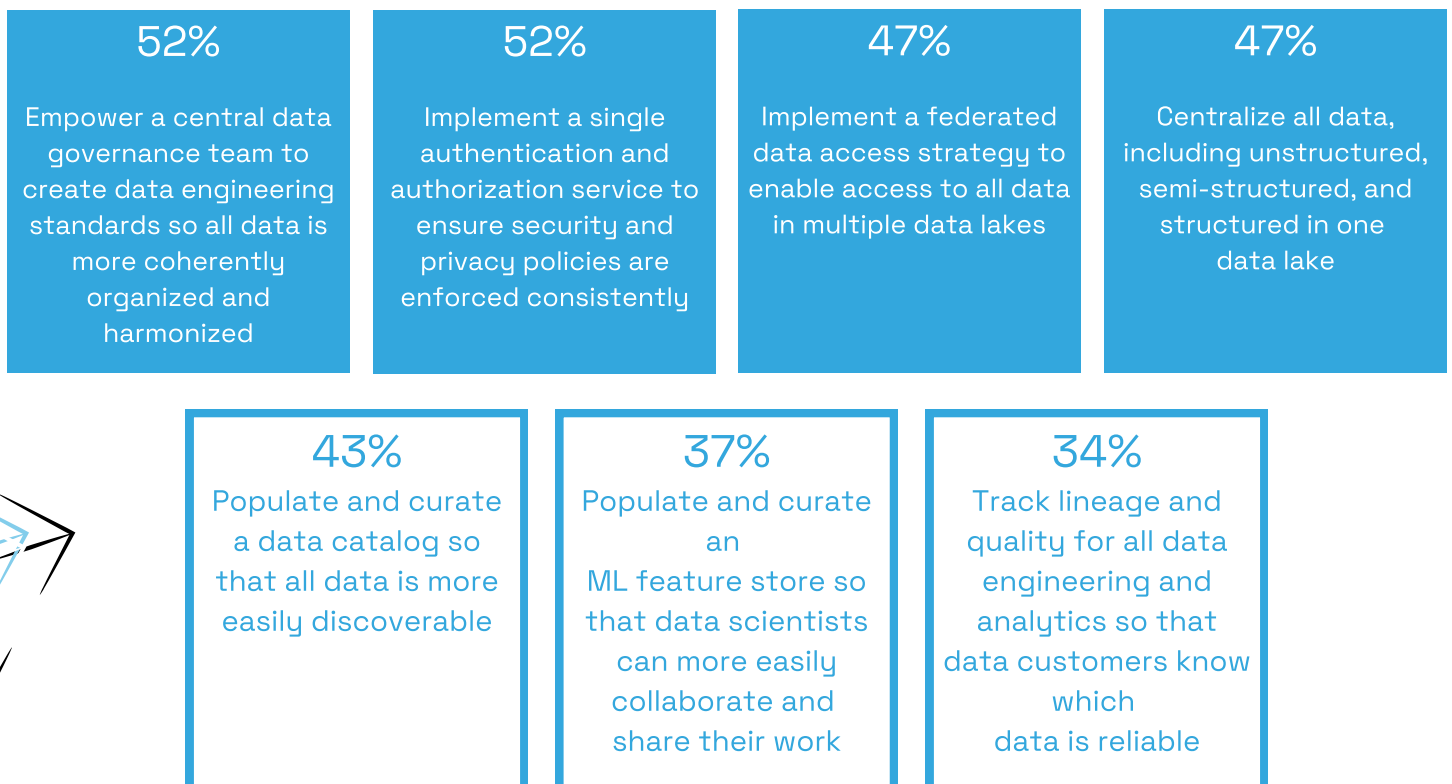 52%
Empower a central data
governance team to
create data engineering
standards so all data is
more coherently
organized and
harmonized
52%
Implement a single
authentication and
authorization service to
ensure security and
privacy policies are
enforced consistently
47%
Implement a federated
data access strategy to
enable access to all data
in multiple data lakes
47%
Centralize all data,
including unstructured,
semi-structured, and
structured in one
data lake
43%
Populate and curate
a data catalog so
that all data is more
easily discoverable
37%
Populate and curate
an
ML feature store so
that data scientists
can more easily
collaborate and
share their work
34%
Track lineage and
quality for all data
engineering and
analytics so that
data customers know
which
data is reliable